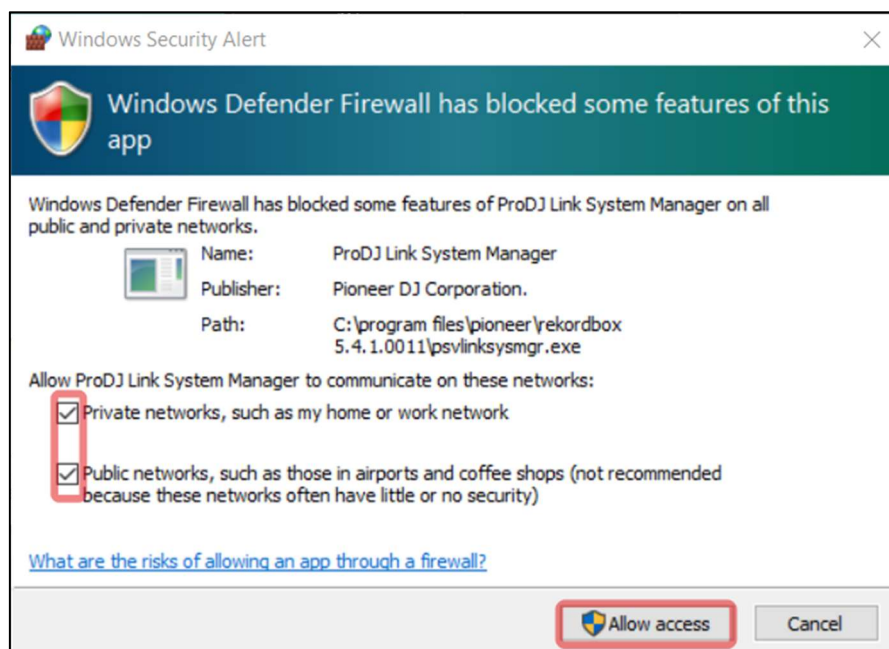 Windows Security Alert
Windows Defender Firewall has blocked some features of this
app
Windows Defender Firewall has blocked some features of ProDJ Link System Manager on all
public and private networks.
Name: ProDJ Link System Manager
Publisher: Pioneer DJ Corporation.
Path: C:\program files\pioneer\rekordbox
5.4.1.0011\psvlinksysmgr.exe
Allow ProDJ Link System Manager to communicate on these networks:
Private networks, such as my home or work network
Public networks, such as those in airports and coffee shops (not recommended
because these networks often have little or no security)
What are the risks of allowing an app through a firewall?
Allow access Cancel